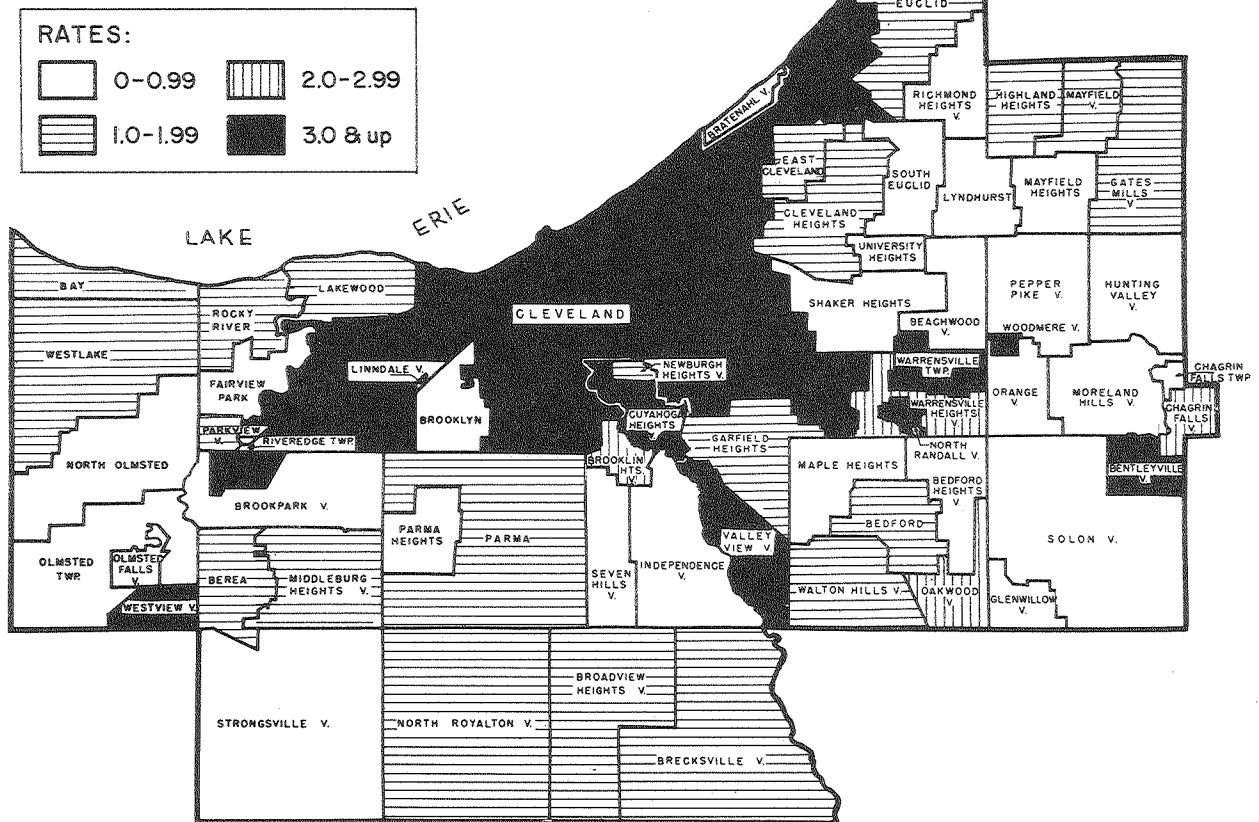 EUCLID
RATES:
0-0.99
2.0-2.99
1.0-1.99
3.0 & up
BRATENAHL V.
RICHMOND
HEIGHTS
V.
HIGHLAND
HEIGHTS
MAYFIELD
V.
EAST
CLEVELAND
SOUTH
EUCLID
LYNDHURST
MAYFIELD
HEIGHTS
GATES
MILLS
V.
CLEVELAND
HEIGHTS
UNIVERSITY
HEIGHTS
LAKE ERIE
BAY
LAKEWOOD
ROCKY
RIVER
CLEVELAND
SHAKER HEIGHTS
BEACHWOOD
V.
PEPPER
PIKE V.
WOODMERE V.
HUNTING
VALLEY
V.
WESTLAKE
FAIRVIEW
PARK
LINNDALE V.
BROOKLYN
NEWBURGH
HEIGHTS V.
CUYAHOGA
HEIGHTS
V.
WARRENSVILLE
TWP.
WARRENSVILLE
HEIGHTS
V.
ORANGE
V.
MORELAND
HILLS V.
CHAGRIN
FALLS TWP
CHAGRIN
FALLS
V.
PARKVIEW
V.
RIVEREDGE TWP.
NORTH OLMSTED
BROOKPARK V.
BROOKLIN
HTS.
V.
GARFIELD
HEIGHTS
MAPLE HEIGHTS
NORTH
RANDALL V.
BEDFORD
HEIGHTS
V.
BENTLEYVILLE
V.
BEDFORD
PARMA
HEIGHTS
PARMA
VALLEY
VIEW V.
SOLON V.
OLMSTED
TWP.
OLMSTED
FALLS
V.
WESTVIEW V.
BEREA
MIDDLEBURG
HEIGHTS V.
SEVEN
HILLS
V.
INDEPENDENCE
V.
WALTON HILLS V.
OAKWOOD
V.
GLENWILLOW
V.
STRONGSVILLE V.
NORTH ROYALTON V.
BROADVIEW
HEIGHTS V.
BRECKSVILLE V.